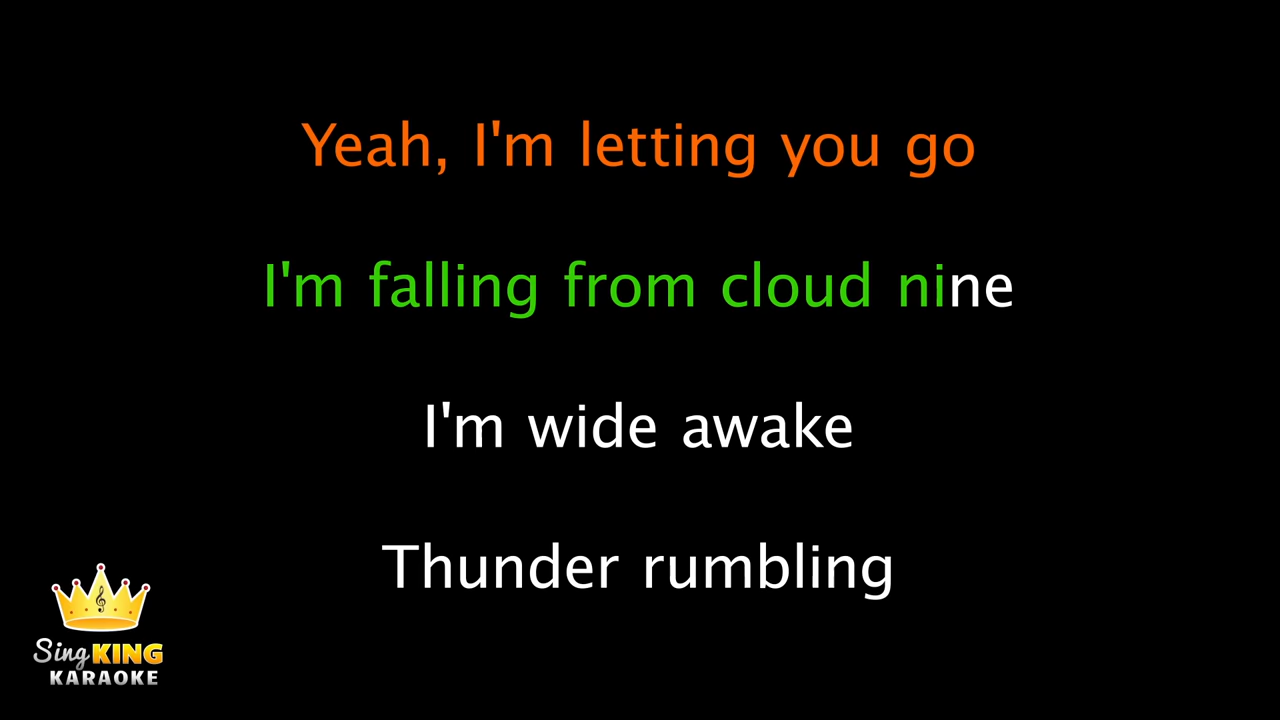 Yeah, I'm letting you go
I'm falling from cloud nine
I'm wide awake
Thunder rumbling
Sing KING
KARAOKE